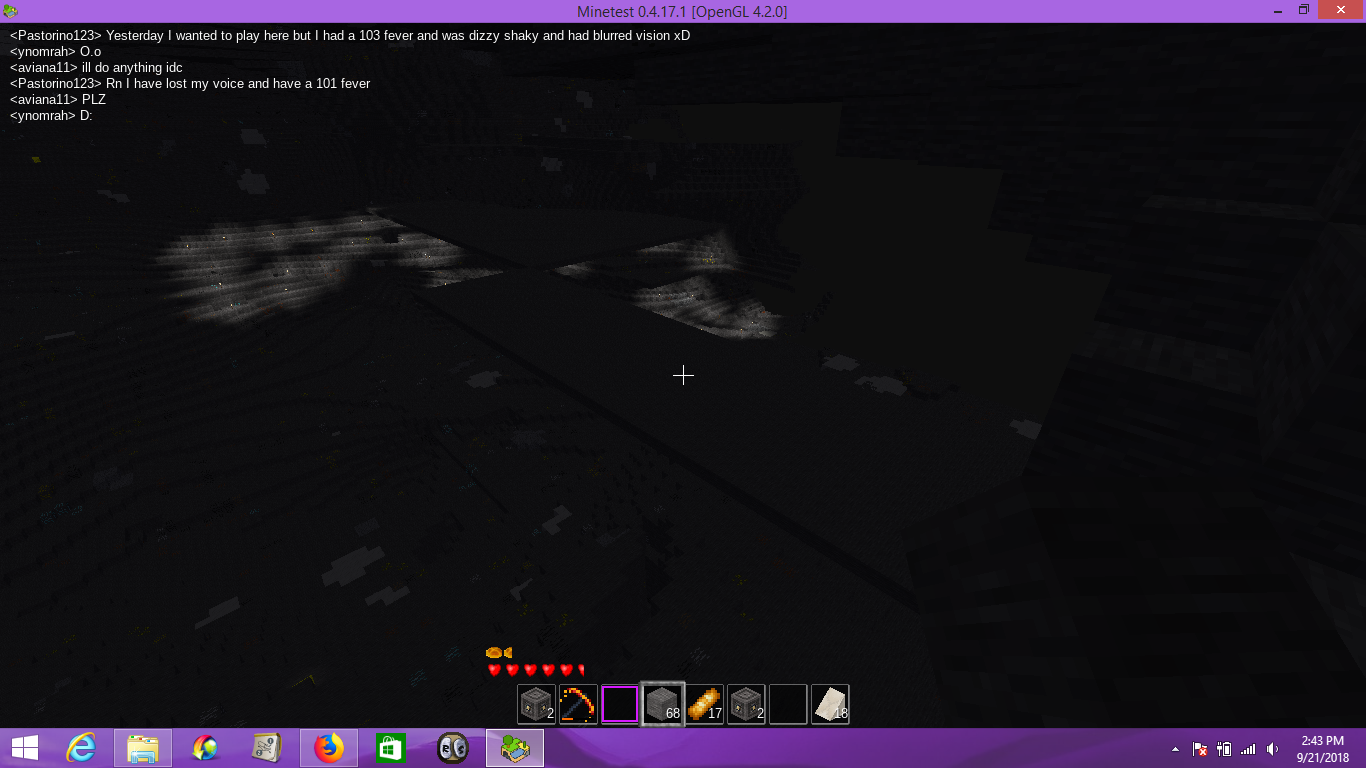 Minetest 0.4.17.1 [OpenGL 4.2.0]
<Pastorino123> Yesterday I wanted to play here but I had a 103 fever and was dizzy shaky and had blurred vision xD
<ynomrah> O.o
<aviana11> ill do anything idc
<Pastorino123> Rn I have lost my voice and have a 101 fever
<aviana11> PLZ
<ynomrah> D:
2 68 17 2 18
2:43 PM
9/21/2018